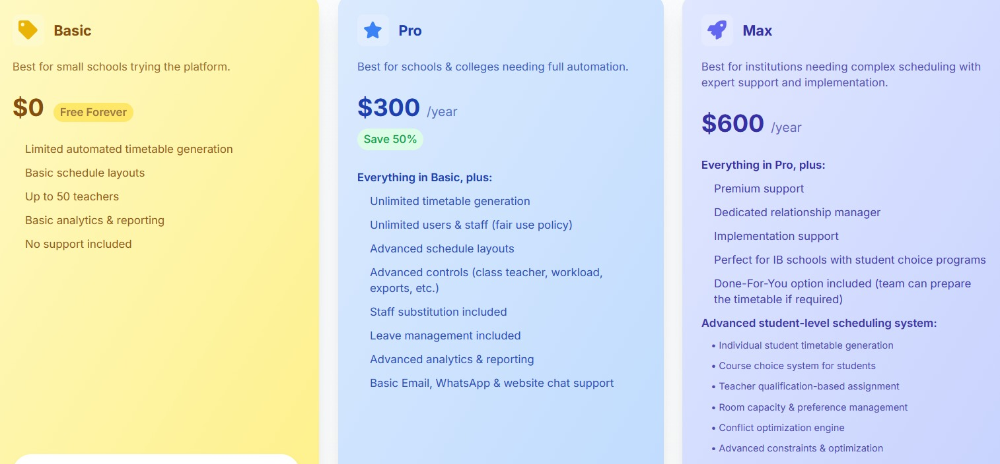 Basic
Best for small schools trying the platform.
$0 Free Forever
Limited automated timetable generation
Basic schedule layouts
Up to 50 teachers
Basic analytics & reporting
No support included
Pro
Best for schools & colleges needing full automation.
$300 /year
Save 50%
Everything in Basic, plus:
Unlimited timetable generation
Unlimited users & staff (fair use policy)
Advanced schedule layouts
Advanced controls (class teacher, workload,
exports, etc.)
Staff substitution included
Leave management included
Advanced analytics & reporting
Basic Email, WhatsApp & website chat support
Max
Best for institutions needing complex scheduling with
expert support and implementation.
$600 /year
Everything in Pro, plus:
Premium support
Dedicated relationship manager
Implementation support
Perfect for IB schools with student choice programs
Done-For-You option included (team can prepare
the timetable if required)
Advanced student-level scheduling system:
• Individual student timetable generation
• Course choice system for students
• Teacher qualification-based assignment
• Room capacity & preference management
• Conflict optimization engine
• Advanced constraints & optimization